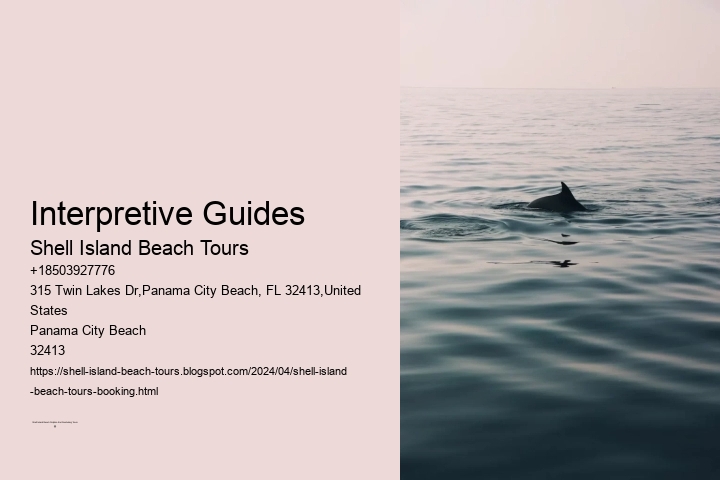 Interpretive Guides
Shell Island Beach Tours
+18503927776
315 Twin Lakes Dr,Panama City Beach, FL 32413,United
States
Panama City Beach
32413
https://shell-island-beach-tours.blogspot.com/2024/04/shell-island
-beach-tours-booking.html